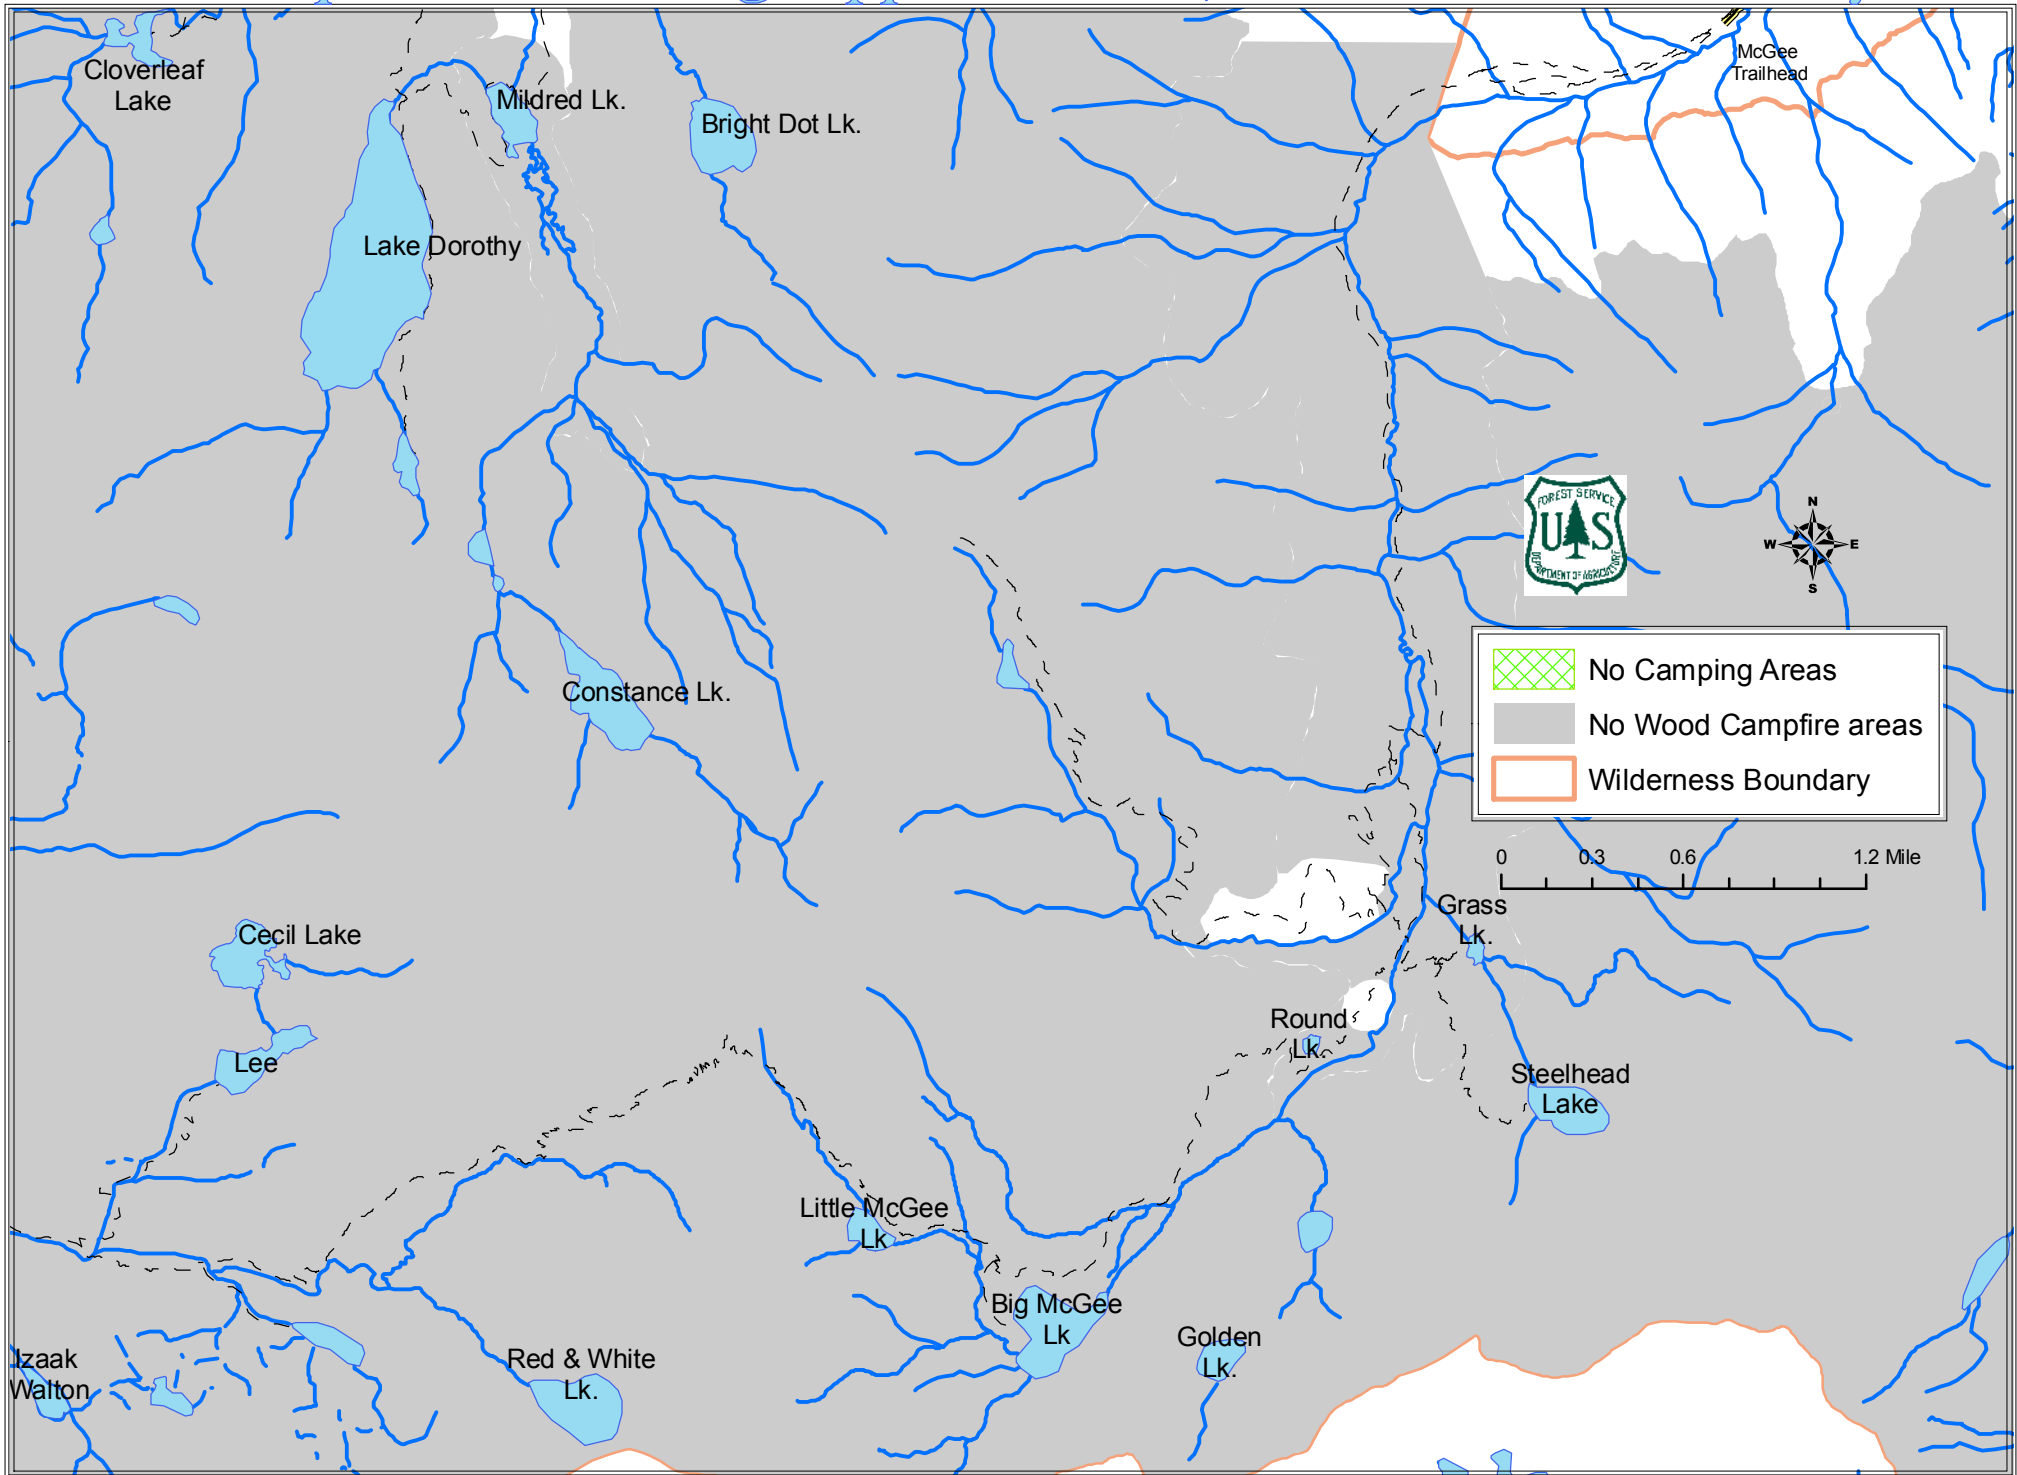 Cloverleaf
Lake
Mildred Lk.
Bright Dot Lk.
McGee
Trailhead
Lake Dorothy
FOREST SERVICE
U S
DEPARTMENT OF AGRICULTURE
N
W E
S
Constance Lk.
No Camping Areas
No Wood Campfire areas
Wilderness Boundary
0 0.3 0.6 1.2 Mile
Grass
Lk.
Cecil Lake
Lee
Round
Lk.
Steelhead
Lake
Little McGee
Lk
Big McGee
Lk
Golden
Lk.
Red & White
Lk.
Izaak
Walton